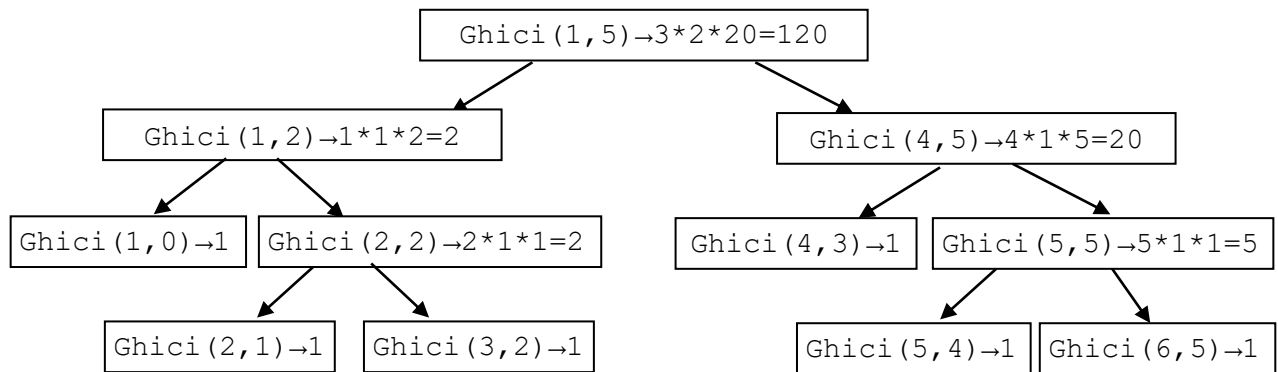 Ghici(1,5)→3*2*20=120
Ghici(1,2)→1*1*2=2
Ghici(4,5)→4*1*5=20
Ghici(1,0)→1
Ghici(2,2)→2*1*1=2
Ghici(4,3)→1
Ghici(5,5)→5*1*1=5
Ghici(2,1)→1
Ghici(3,2)→1
Ghici(5,4)→1
Ghici(6,5)→1